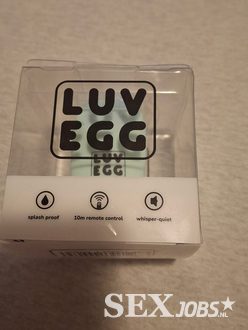 LUV
EGG
LUV
EGG
splash proof
10m remote control
whisper-quiet
SEXJOBS.NL